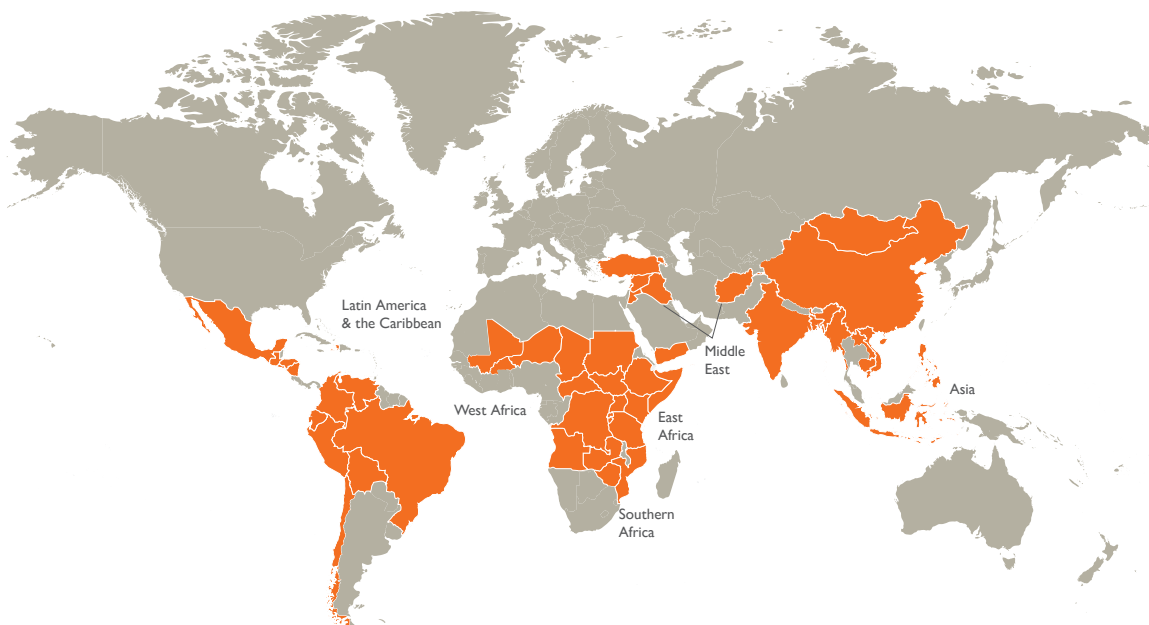 Latin America
& the Caribbean
West Africa
East
Africa
Southern
Africa
Middle
East
Asia